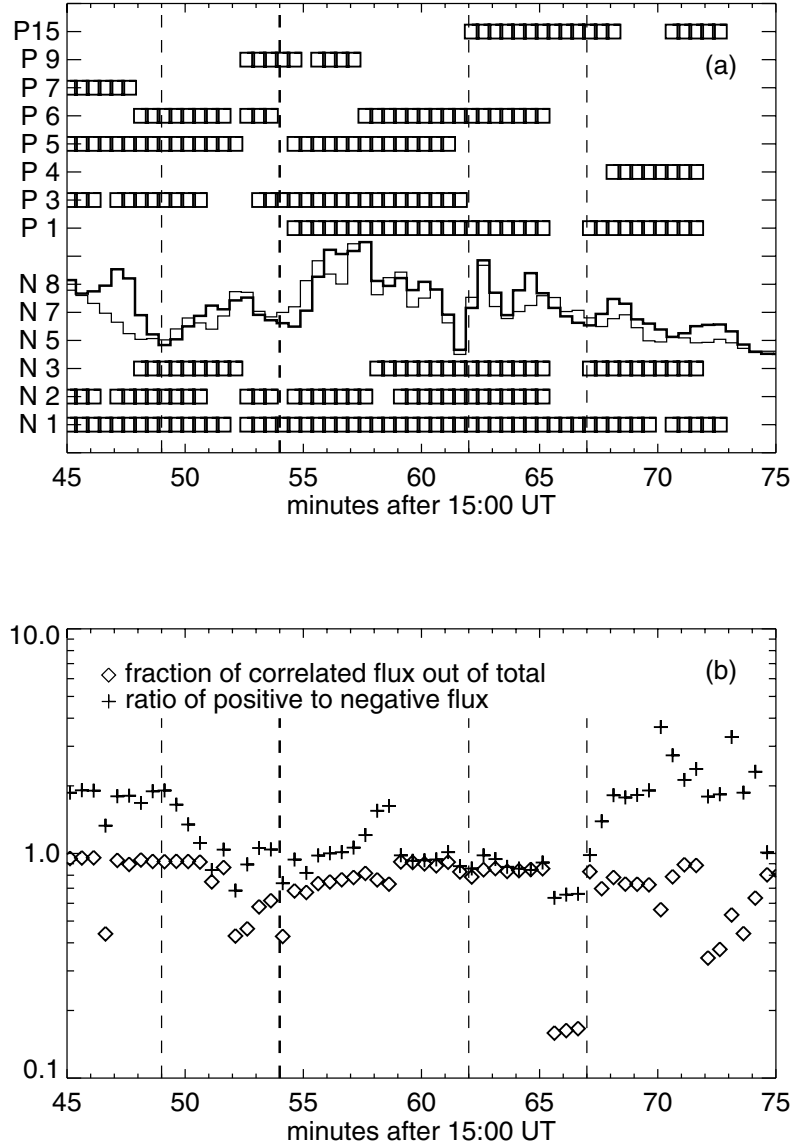 P15
P 9
(a)
P 7
P 6
P 5
P 4
P 3
P 1
N 8
N 7
N 5
N 3
N 2
N 1
45 50 55 60 65 70 75
minutes after 15:00 UT
10.0
◇ fraction of correlated flux out of total
(b)
+ ratio of positive to negative flux
1.0
0.1
45 50 55 60 65 70 75
minutes after 15:00 UT